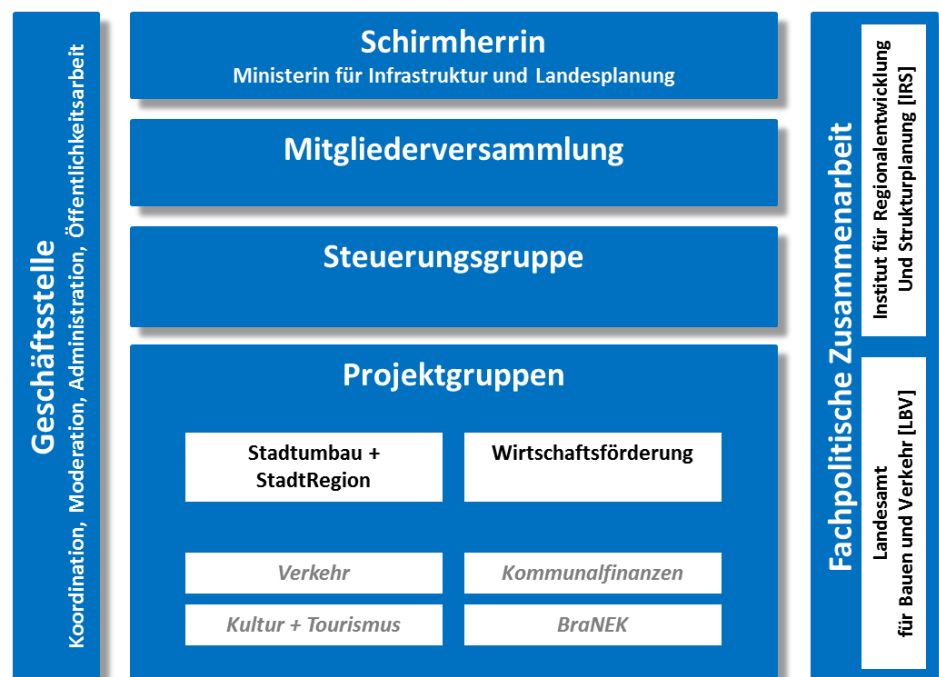 Geschäftsstelle
Koordination, Moderation, Administration, Öffentlichkeitsarbeit
Schirmherrin
Ministerin für Infrastruktur und Landesplanung
Mitgliederversammlung
Steuerungsgruppe
Projektgruppen
Stadtumbau +
StadtRegion
Wirtschaftsförderung
Verkehr
Kommunalfinanzen
Kultur + Tourismus
BraNEK
Fachpolitische Zusammenarbeit
Institut für Regionalentwicklung
Und Strukturplanung [IRS]
Landesamt
für Bauen und Verkehr [LBV]